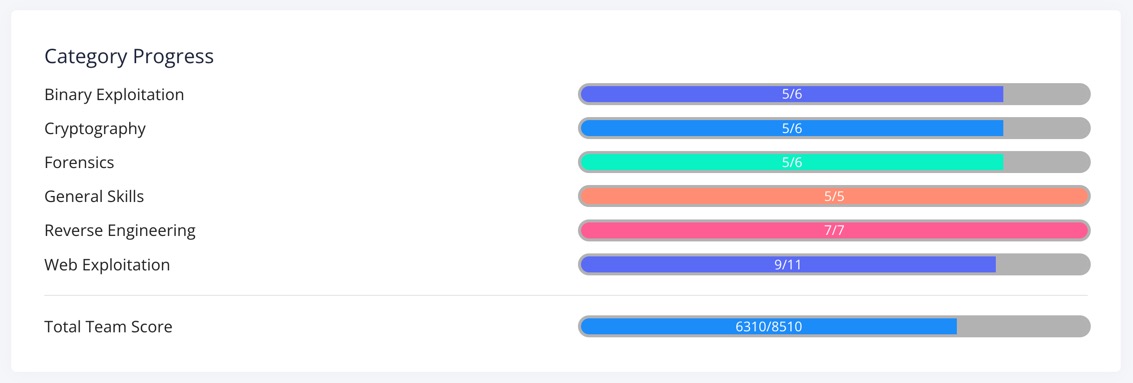 Category Progress
Binary Exploitation 5/6
Cryptography 5/6
Forensics 5/6
General Skills 5/5
Reverse Engineering 7/7
Web Exploitation 9/11
Total Team Score 6310/8510